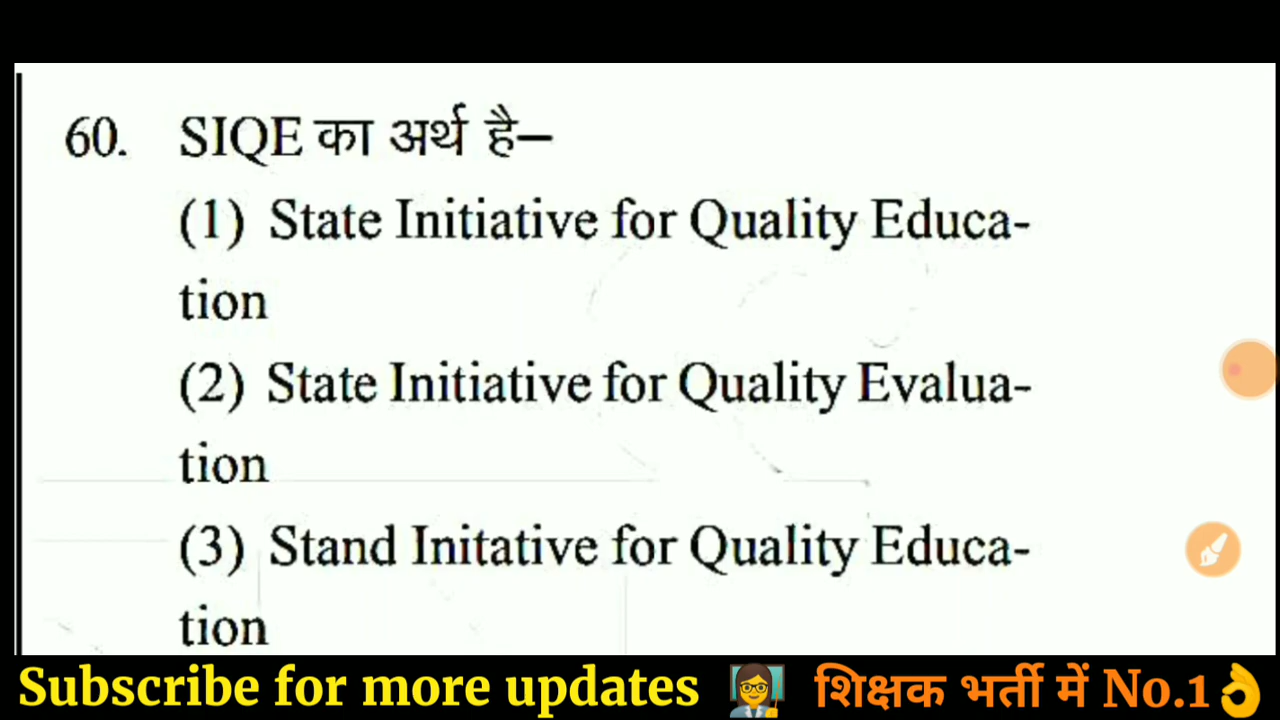 60. SIQE का अर्थ है–
(1) State Initiative for Quality Educa-
tion
(2) State Initiative for Quality Evalua-
tion
(3) Stand Initative for Quality Educa-
tion
Subscribe for more updates 👩‍🏫 शिक्षक भर्ती में No.1👌